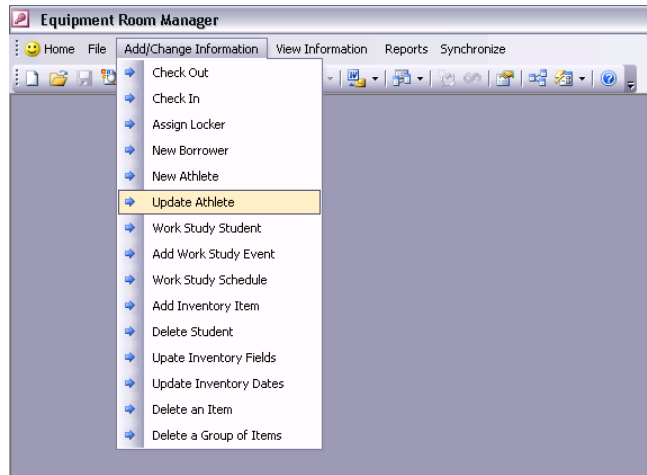 Equipment Room Manager
Home File Add/Change Information View Information Reports Synchronize
Check Out
Check In
Assign Locker
New Borrower
New Athlete
Update Athlete
Work Study Student
Add Work Study Event
Work Study Schedule
Add Inventory Item
Delete Student
Upate Inventory Fields
Update Inventory Dates
Delete an Item
Delete a Group of Items